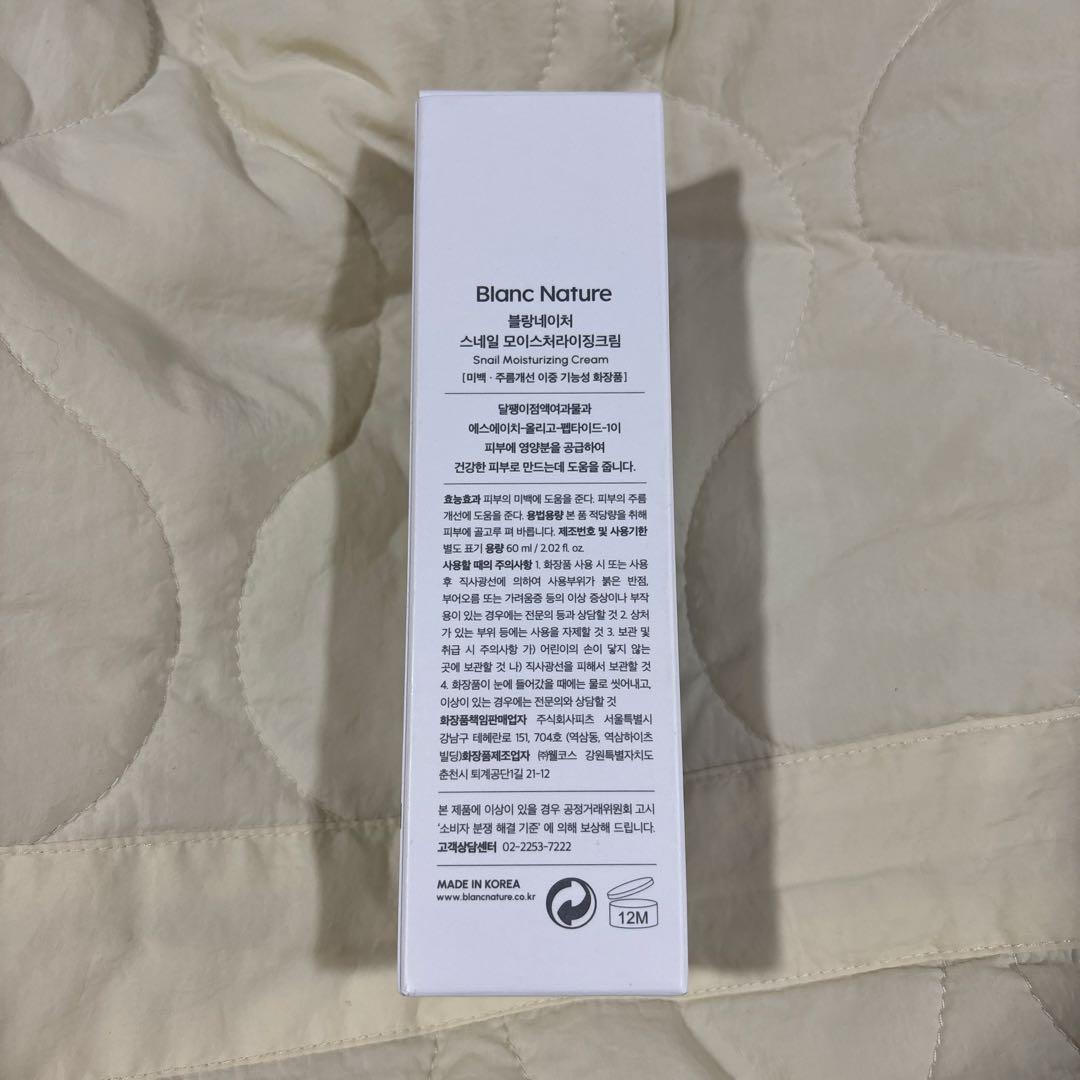 Blanc Nature
블랑네이처
스네일 모이스처라이징크림
Snail Moisturizing Cream
[미백 · 주름개선 이중 기능성 화장품]
달팽이점액여과물과
에스에이치-올리고-펩타이드-1이
피부에 영양분을 공급하여
건강한 피부로 만드는데 도움을 줍니다.
효능효과 피부의 미백에 도움을 준다. 피부의 주름
개선에 도움을 준다. 용법용량 본 품 적당량을 취해
피부에 골고루 펴 바릅니다. 제조번호 및 사용기한
별도 표기 용량 60 ml / 2.02 fl. oz.
사용할 때의 주의사항 1. 화장품 사용 시 또는 사용
후 직사광선에 의하여 사용부위가 붉은 반점,
부어오름 또는 가려움증 등의 이상 증상이나 부작
용이 있는 경우에는 전문의 등과 상담할 것 2. 상처
가 있는 부위 등에는 사용을 자제할 것 3. 보관 및
취급 시 주의사항 가) 어린이의 손이 닿지 않는
곳에 보관할 것 나) 직사광선을 피해서 보관할 것
4. 화장품이 눈에 들어갔을 때에는 물로 씻어내고,
이상이 있는 경우에는 전문의와 상담할 것
화장품책임판매업자 주식회사피츠 서울특별시
강남구 테헤란로 151, 704호 (역삼동, 역삼하이츠
빌딩)화장품제조업자 ㈜웰코스 강원특별자치도
춘천시 퇴계공단1길 21-12
본 제품에 이상이 있을 경우 공정거래위원회 고시
‘소비자 분쟁 해결 기준’ 에 의해 보상해 드립니다.
고객상담센터 02-2253-7222
MADE IN KOREA
www.blancnature.co.kr
12M